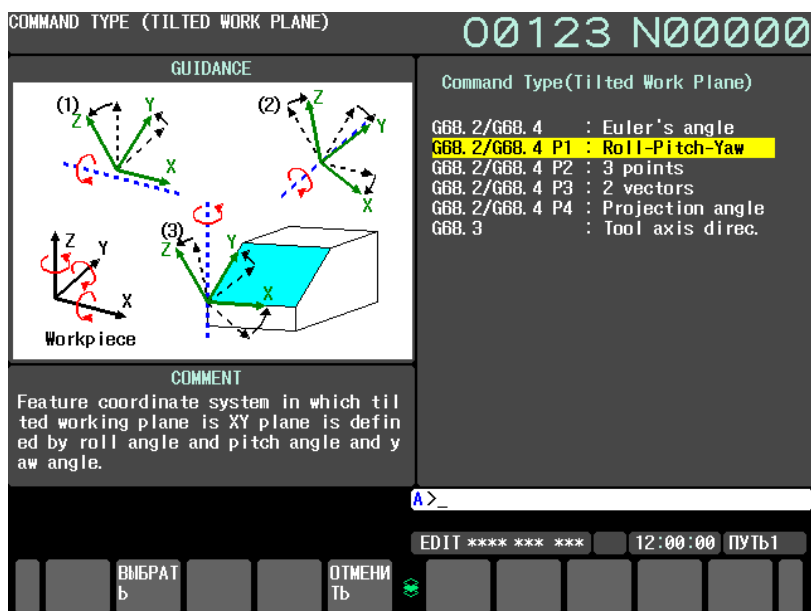 COMMAND TYPE (TILTED WORK PLANE)
O0123 N00000
GUIDANCE
(1)
Z
Y
X
(2)
Z
Y
X
(3)
Z
Y
X
Z
Y
X
Workpiece
COMMENT
Feature coordinate system in which til
ted working plane is XY plane is defin
ed by roll angle and pitch angle and y
aw angle.
Command Type(Tilted Work Plane)
G68.2/G68.4 : Euler's angle
G68.2/G68.4 P1 : Roll-Pitch-Yaw
G68.2/G68.4 P2 : 3 points
G68.2/G68.4 P3 : 2 vectors
G68.2/G68.4 P4 : Projection angle
G68.3 : Tool axis direc.
A>_
EDIT **** *** *** 12:00:00 ПУТЬ1
ВЫБРАТ
Ь
ОТМЕНИ
ТЬ